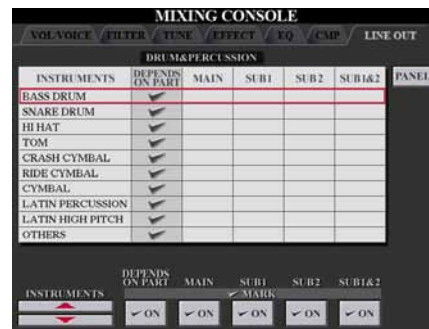 MIXING CONSOLE
VOL/VOICE FILTER TUNE EFFECT EQ CMP LINE OUT
DRUM&PERCUSSION
INSTRUMENTS DEPENDS ON PART MAIN SUB1 SUB2 SUB1&2 PANEL
BASS DRUM
SNARE DRUM
HI HAT
TOM
CRASH CYMBAL
RIDE CYMBAL
CYMBAL
LATIN PERCUSSION
LATIN HIGH PITCH
OTHERS
INSTRUMENTS DEPENDS ON PART MAIN SUB1 SUB2 SUB1&2
MARK
ON ON ON ON ON